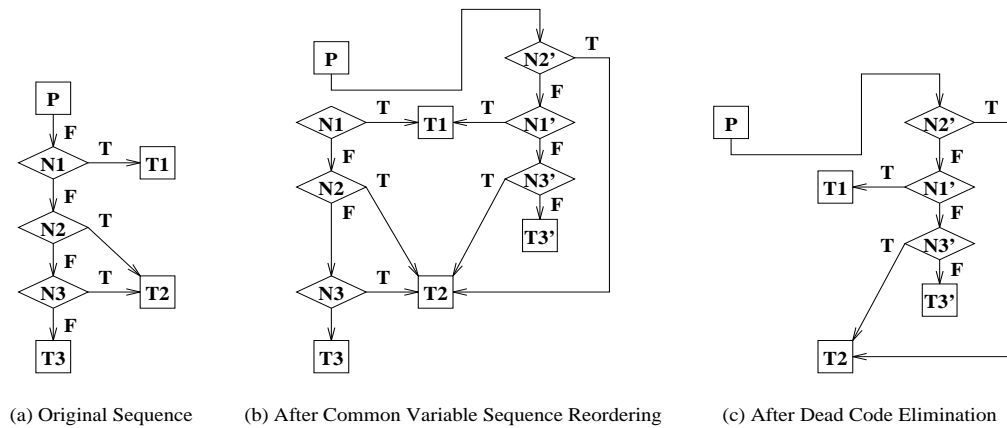 P
F
N1
T
T1
F
N2
T
F
N3
T
T2
F
T3
(a) Original Sequence
P
N2'
T
F
N1
T
T1
T
N1'
F
F
N2
T
T
N3'
F
F
T3'
N3
T
T2
T
T3
(b) After Common Variable Sequence Reordering
P
N2'
T
F
T1
T
N1'
F
T
N3'
F
T3'
T2
(c) After Dead Code Elimination